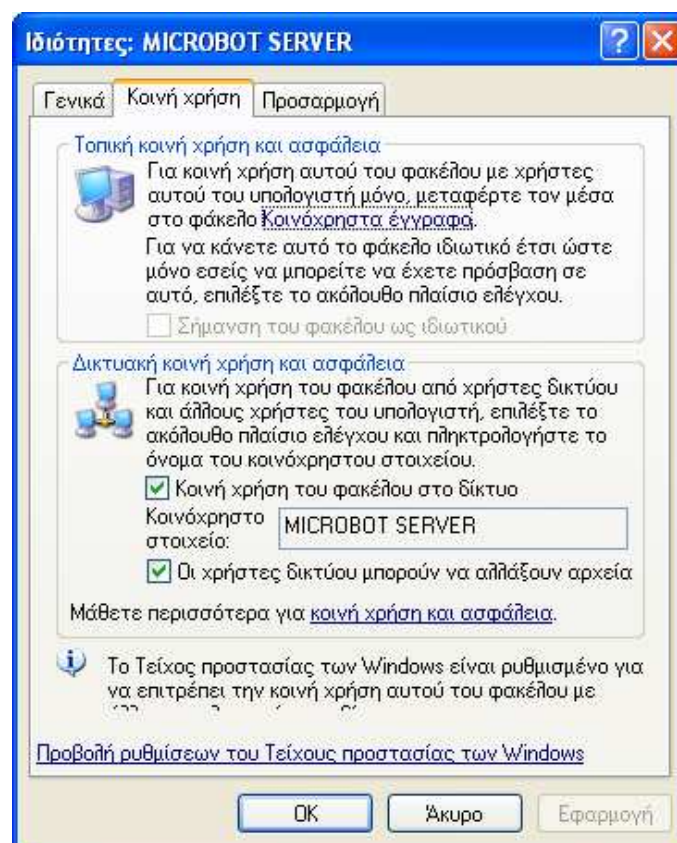 Ιδιότητες: MICROBOT SERVER
Γενικά Κοινή χρήση Προσαρμογή
Τοπική κοινή χρήση και ασφάλεια
Για κοινή χρήση αυτού του φακέλου με χρήστες
αυτού του υπολογιστή μόνο, μεταφέρτε τον μέσα
στο φάκελο Κοινόχρηστα έγγραφα.
Για να κάνετε αυτό το φάκελο ιδιωτικό έτσι ώστε
μόνο εσείς να μπορείτε να έχετε πρόσβαση σε
αυτό, επιλέξτε το ακόλουθο πλαίσιο ελέγχου.
Σήμανση του φακέλου ως ιδιωτικού
Δικτυακή κοινή χρήση και ασφάλεια
Για κοινή χρήση του φακέλου από χρήστες δικτύου
και άλλους χρήστες του υπολογιστή, επιλέξτε το
ακόλουθο πλαίσιο ελέγχου και πληκτρολογήστε το
όνομα του κοινόχρηστου στοιχείου.
Κοινή χρήση του φακέλου στο δίκτυο
Κοινόχρηστο
στοιχείο: MICROBOT SERVER
Οι χρήστες δικτύου μπορούν να αλλάξουν αρχεία
Μάθετε περισσότερα για κοινή χρήση και ασφάλεια.
Το Τείχος προστασίας των Windows είναι ρυθμισμένο για
να επιτρέπει την κοινή χρήση αυτού του φακέλου με
Προβολή ρυθμίσεων του Τείχους προστασίας των Windows
OK Άκυρο Εφαρμογή